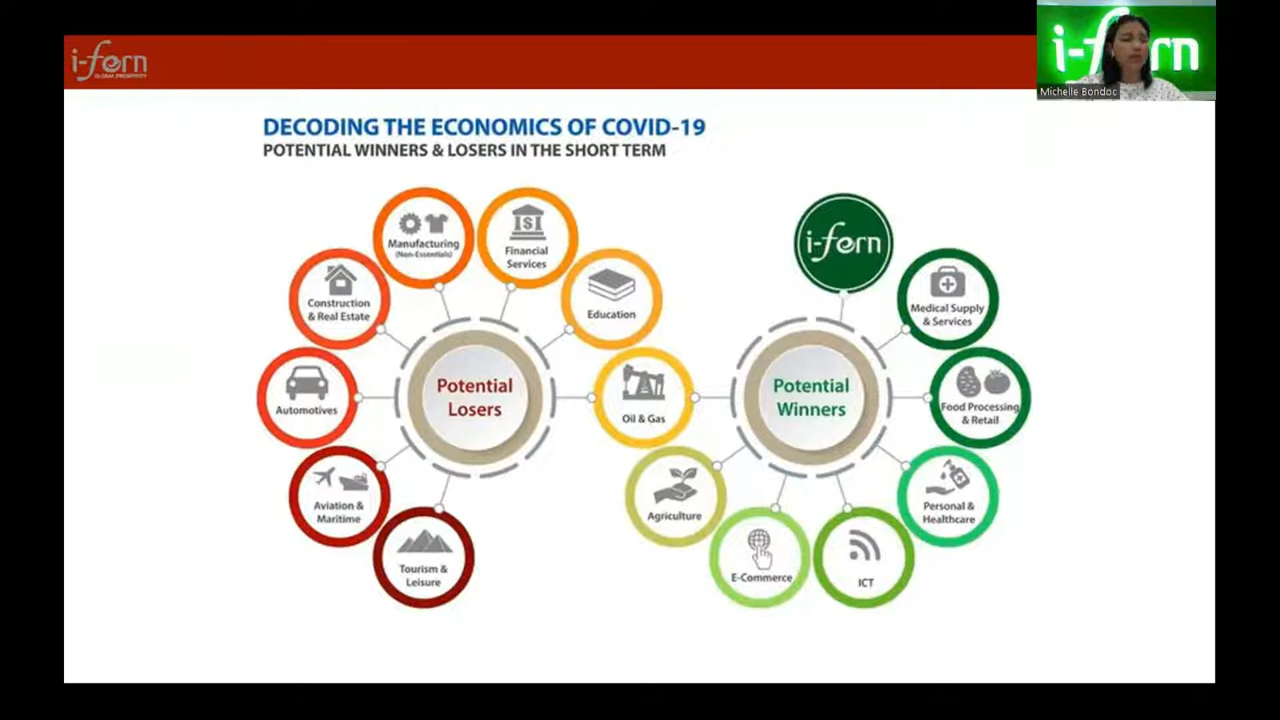 i-fern
GLOBAL PROSPERITY
i-fern
Michelle Bondoc
DECODING THE ECONOMICS OF COVID-19
POTENTIAL WINNERS & LOSERS IN THE SHORT TERM
Manufacturing
(Non-Essentials)
$
Financial
Services
i-fern
Construction
& Real Estate
Education
Medical Supply
& Services
Automotives
Potential
Losers
Oil & Gas
Potential
Winners
Food Processing
& Retail
Aviation &
Maritime
Agriculture
Personal &
Healthcare
Tourism &
Leisure
E-Commerce
ICT